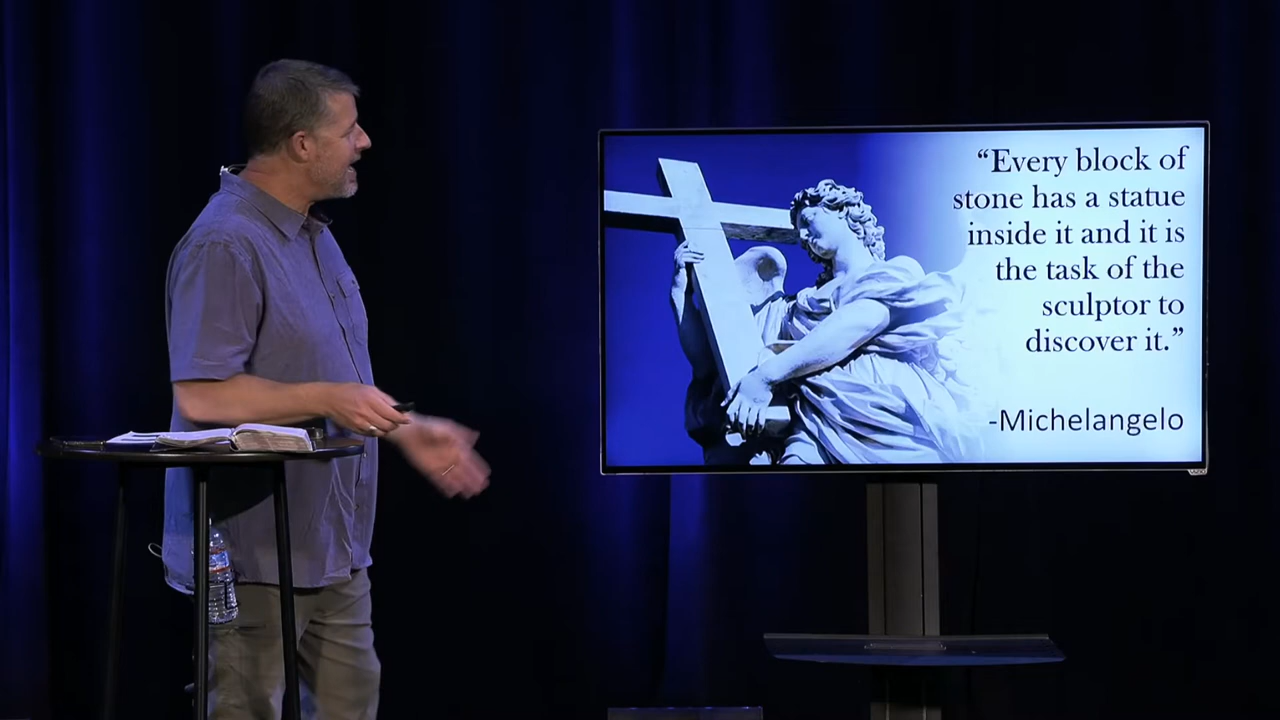 “Every block of
stone has a statue
inside it and it is
the task of the
sculptor to
discover it.”
-Michelangelo